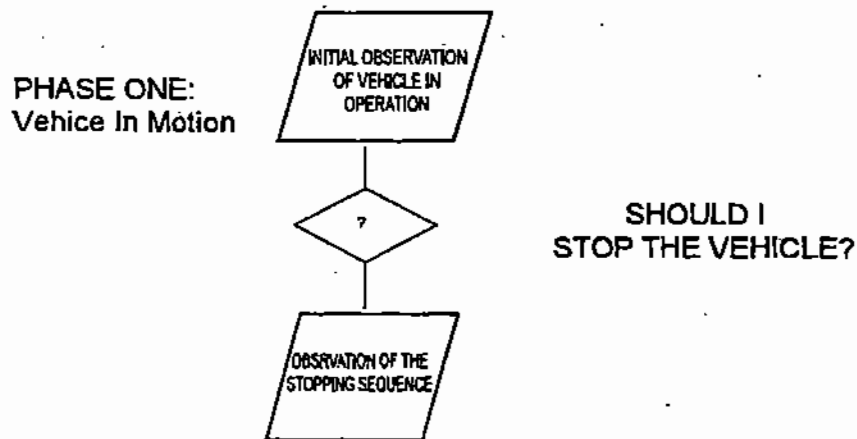 INITIAL OBSERVATION
OF VEHICLE IN
OPERATION
PHASE ONE:
Vehice In Motion
?
SHOULD I
STOP THE VEHICLE?
OBSRVATION OF THE
STOPPING SEQUENCE